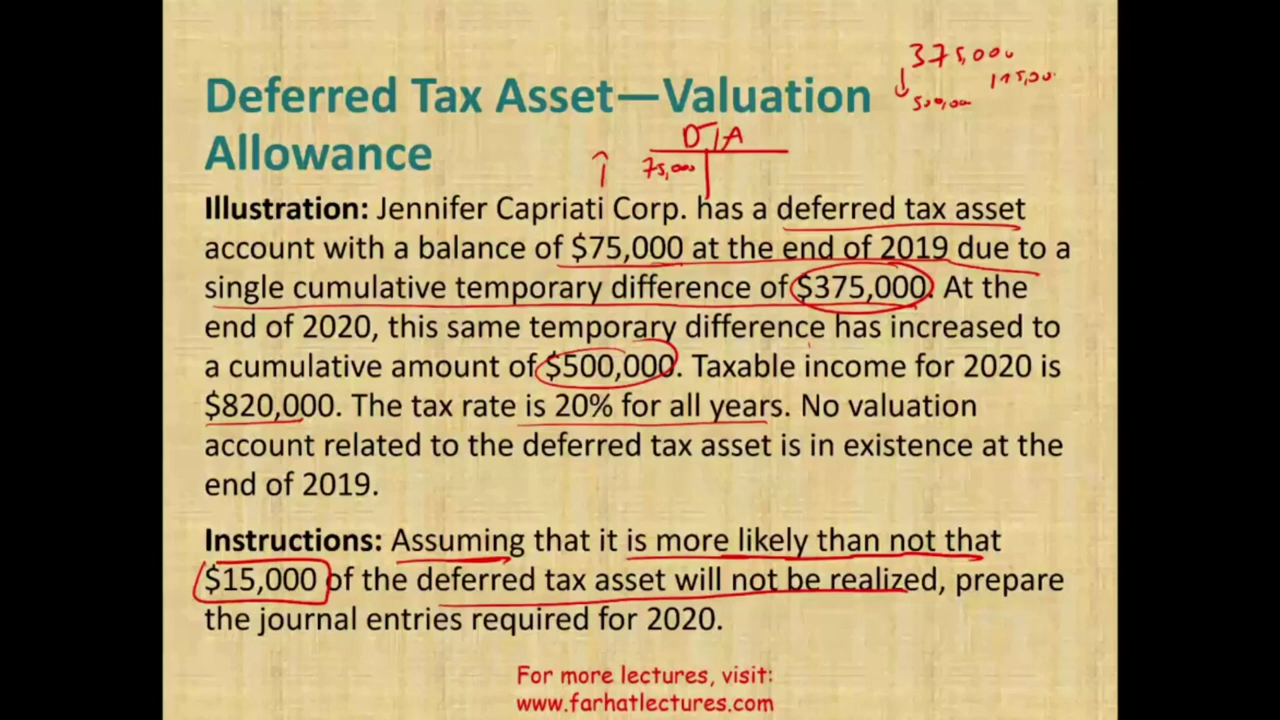 375,000
500,000
Deferred Tax Asset—Valuation
Allowance
DTA
75,000
Illustration: Jennifer Capriati Corp. has a deferred tax asset
account with a balance of $75,000 at the end of 2019 due to a
single cumulative temporary difference of $375,000. At the
end of 2020, this same temporary difference has increased to
a cumulative amount of $500,000. Taxable income for 2020 is
$820,000. The tax rate is 20% for all years. No valuation
account related to the deferred tax asset is in existence at the
end of 2019.
Instructions: Assuming that it is more likely than not that
$15,000 of the deferred tax asset will not be realized, prepare
the journal entries required for 2020.
For more lectures, visit:
www.farhatlectures.com